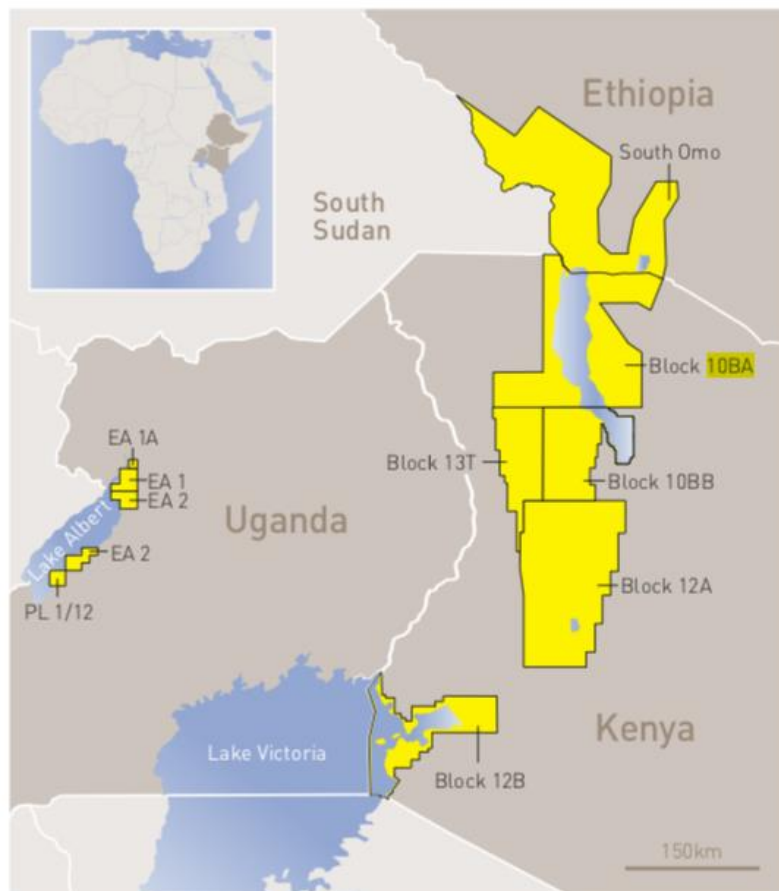 Ethiopia
South Omo
South
Sudan
Block 10BA
EA 1A
EA 1
EA 2
Block 13T
Block 10BB
Uganda
Lake Albert
EA 2
Block 12A
PL 1/12
Kenya
Lake Victoria
Block 12B
150km